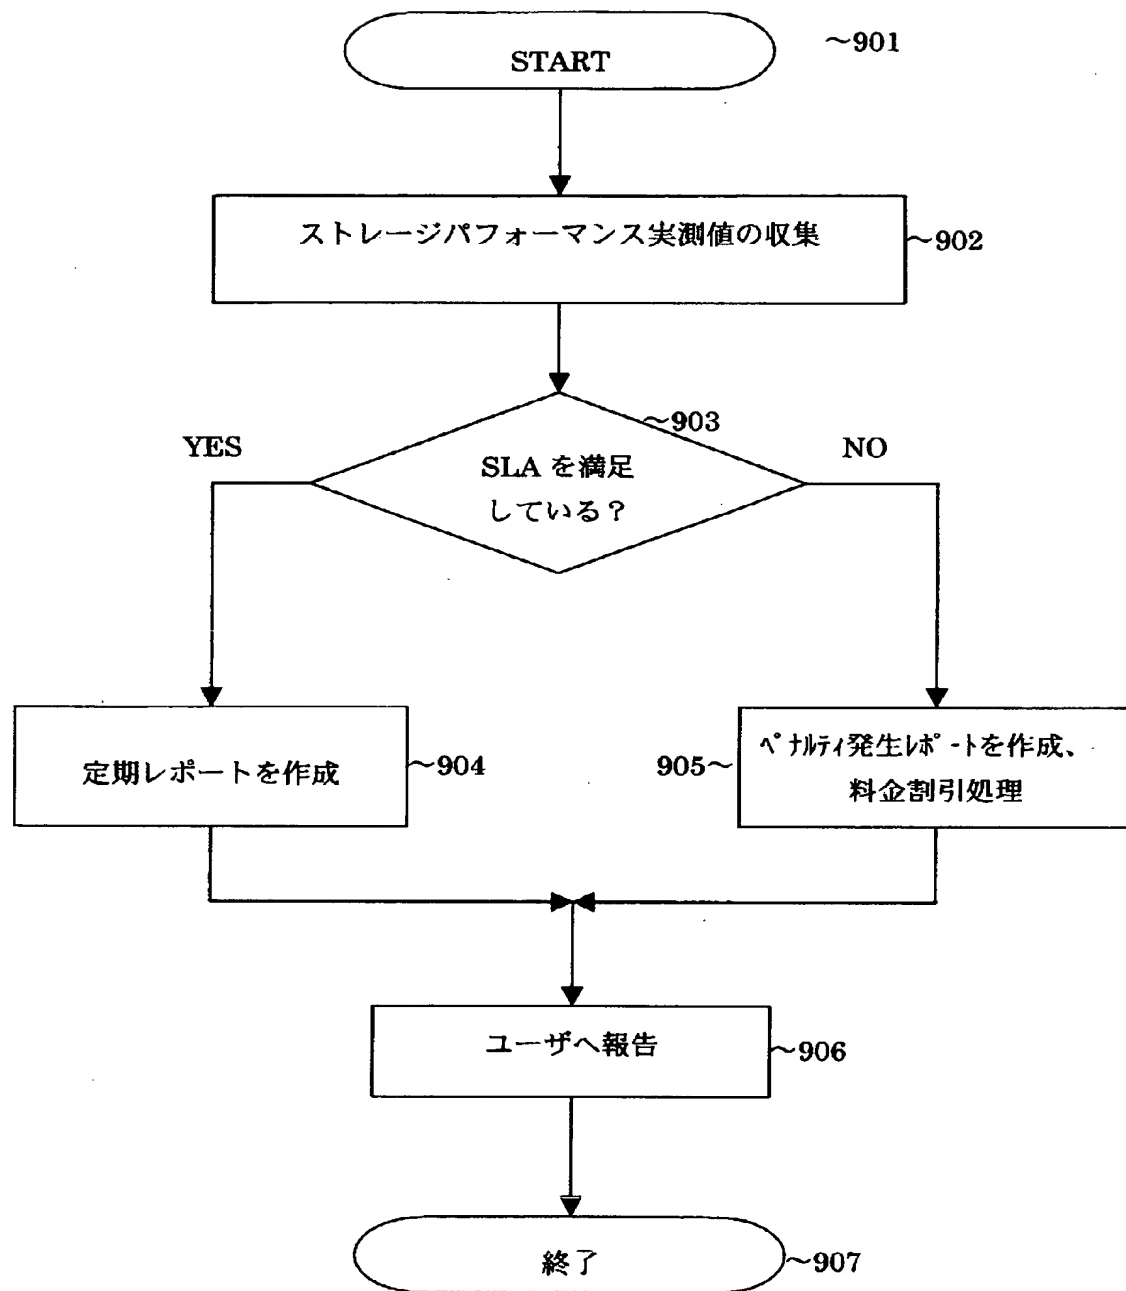 START
～901
ストレージパフォーマンス実測値の収集
～902
～903
YES
NO
SLA を満足
している？
定期レポートを作成
～904
905～
ﾍﾟﾅﾙﾃｨ発生ﾚﾎﾟｰﾄを作成、
料金割引処理
ユーザへ報告
～906
終了
～907